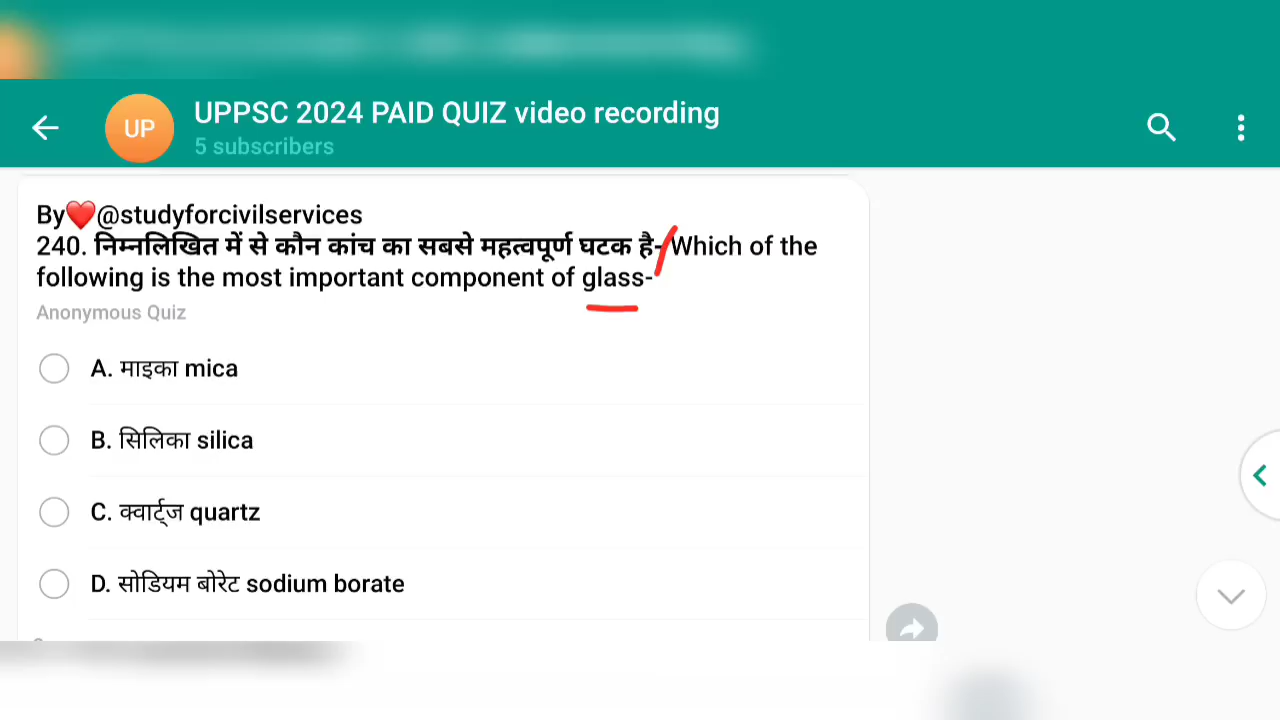 UP
UPPSC 2024 PAID QUIZ video recording
5 subscribers
By❤️@studyforcivilservices
240. निम्नलिखित में से कौन कांच का सबसे महत्वपूर्ण घटक है-/Which of the
following is the most important component of glass-
Anonymous Quiz
A. माइका mica
B. सिलिका silica
C. क्वार्ट्ज quartz
D. सोडियम बोरेट sodium borate